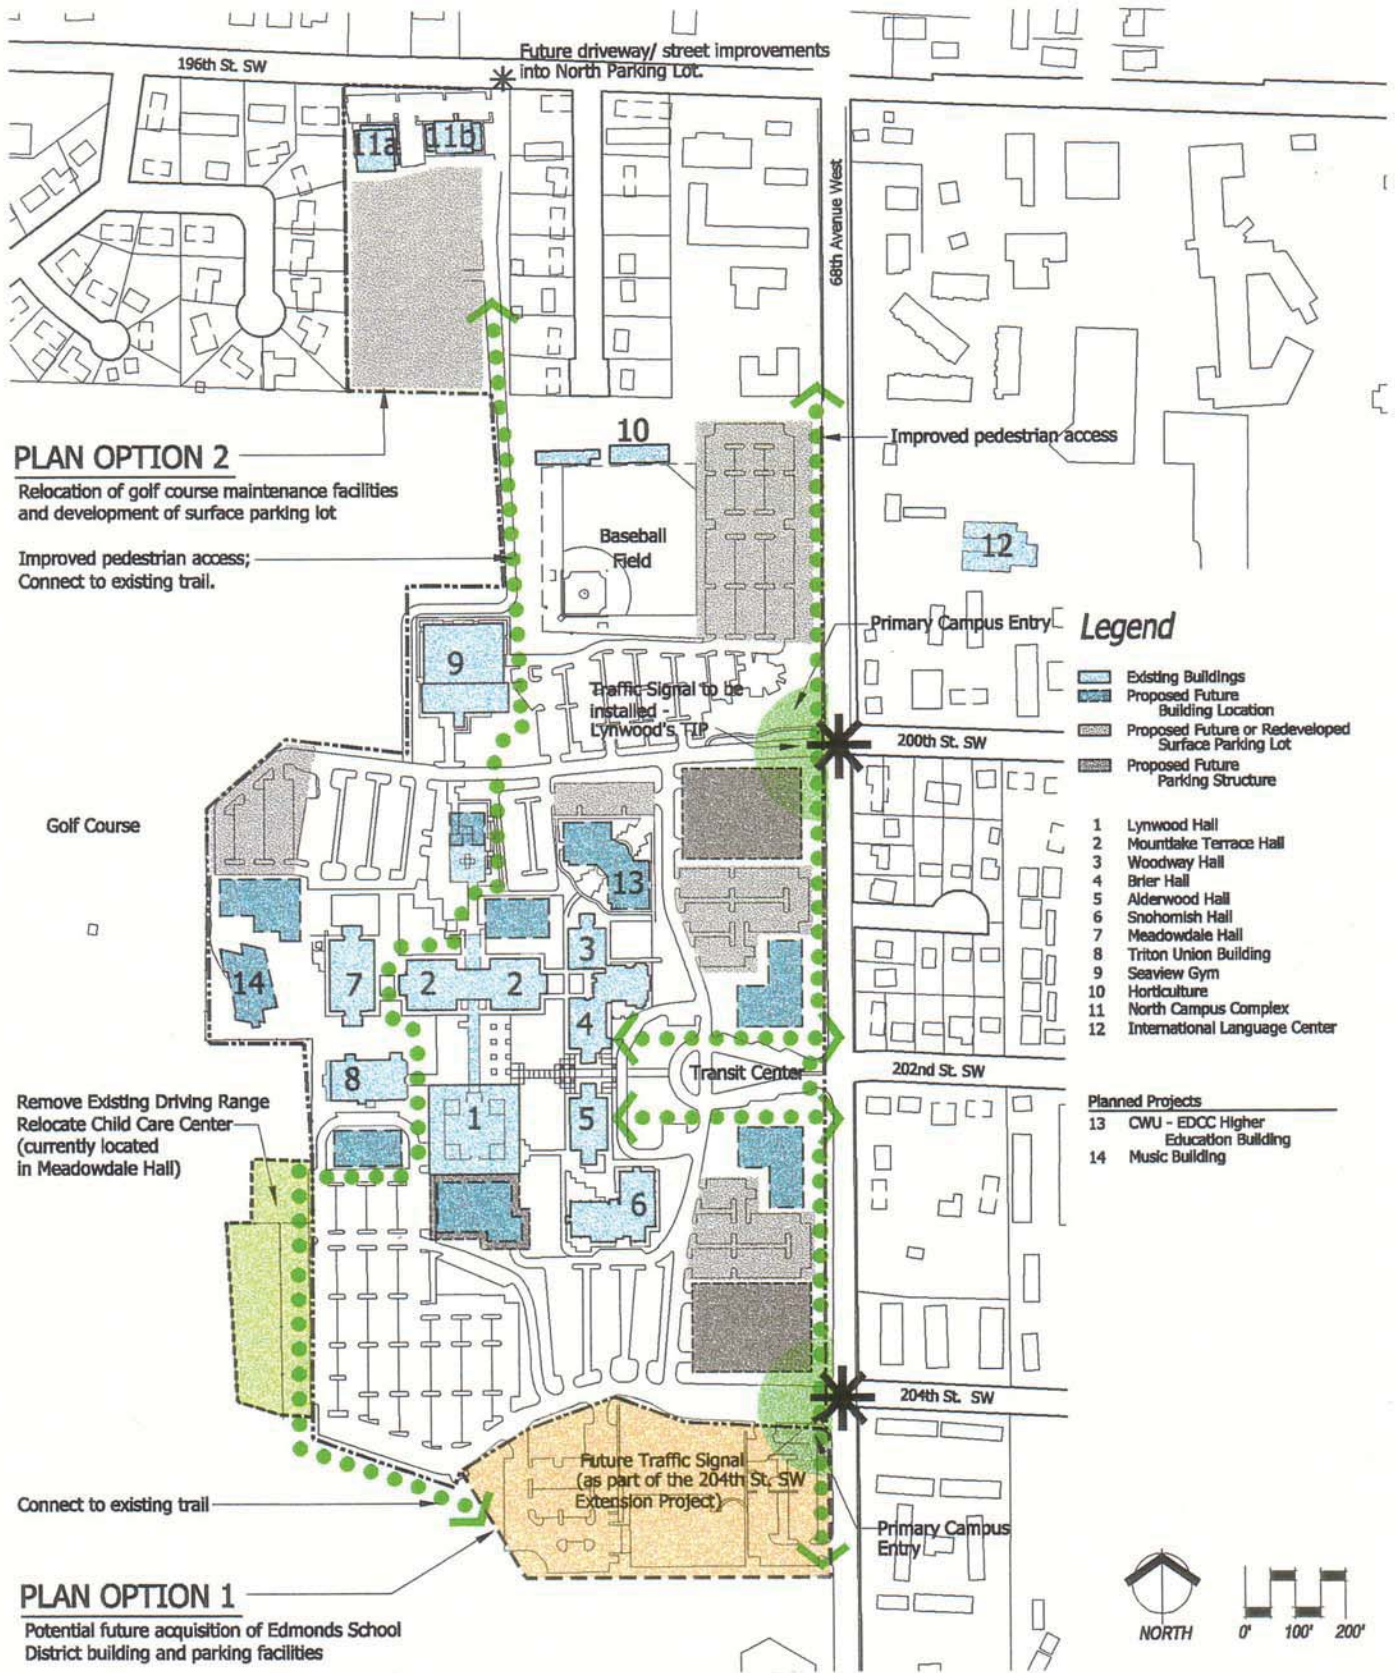 Future driveway/ street improvements
into North Parking Lot.
196th St. SW
11a
11b
68th Avenue West
10
Improved pedestrian access
PLAN OPTION 2
Relocation of golf course maintenance facilities
and development of surface parking lot
Baseball
Field
12
Improved pedestrian access;
Connect to existing trail.
Primary Campus Entry
Legend
9
Existing Buildings
Proposed Future
Building Location
Proposed Future or Redeveloped
Surface Parking Lot
Proposed Future
Parking Structure
Traffic Signal to be
installed -
Lynwood's TIP
200th St. SW
Golf Course
1 Lynwood Hall
2 Mountlake Terrace Hall
3 Woodway Hall
4 Brier Hall
5 Alderwood Hall
6 Snohomish Hall
7 Meadowdale Hall
8 Triton Union Building
9 Seaview Gym
10 Horticulture
11 North Campus Complex
12 International Language Center
13
3
14
7
2
2
4
Transit Center
202nd St. SW
8
Remove Existing Driving Range
Relocate Child Care Center
(currently located
in Meadowdale Hall)
1
5
Planned Projects
13 CWU - EDCC Higher
Education Building
14 Music Building
6
204th St. SW
Future Traffic Signal
(as part of the 204th St. SW
Extension Project)
Connect to existing trail
Primary Campus
Entry
PLAN OPTION 1
Potential future acquisition of Edmonds School
District building and parking facilities
NORTH
0' 100' 200'